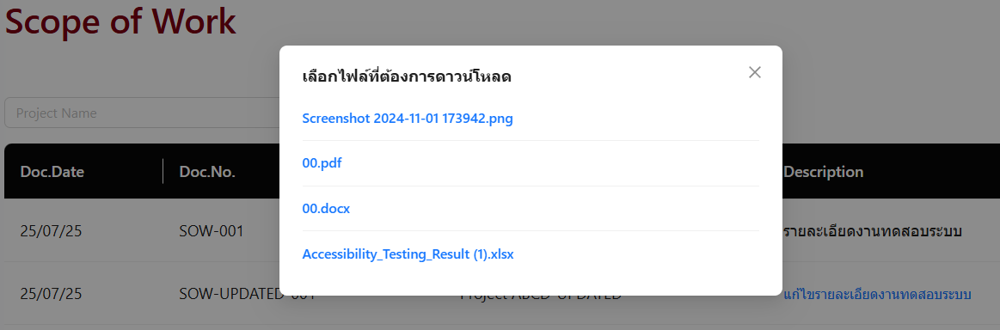 Scope of Work
เลือกไฟล์ที่ต้องการดาวน์โหลด
Screenshot 2024-11-01 173942.png
00.pdf
00.docx
Accessibility_Testing_Result (1).xlsx
Project Name
Doc.Date Doc.No. Description
25/07/25 SOW-001 รายละเอียดงานทดสอบระบบ
25/07/25 SOW-UPDATED-001 Project ABCD-UPDATED แก้ไขรายละเอียดงานทดสอบระบบ